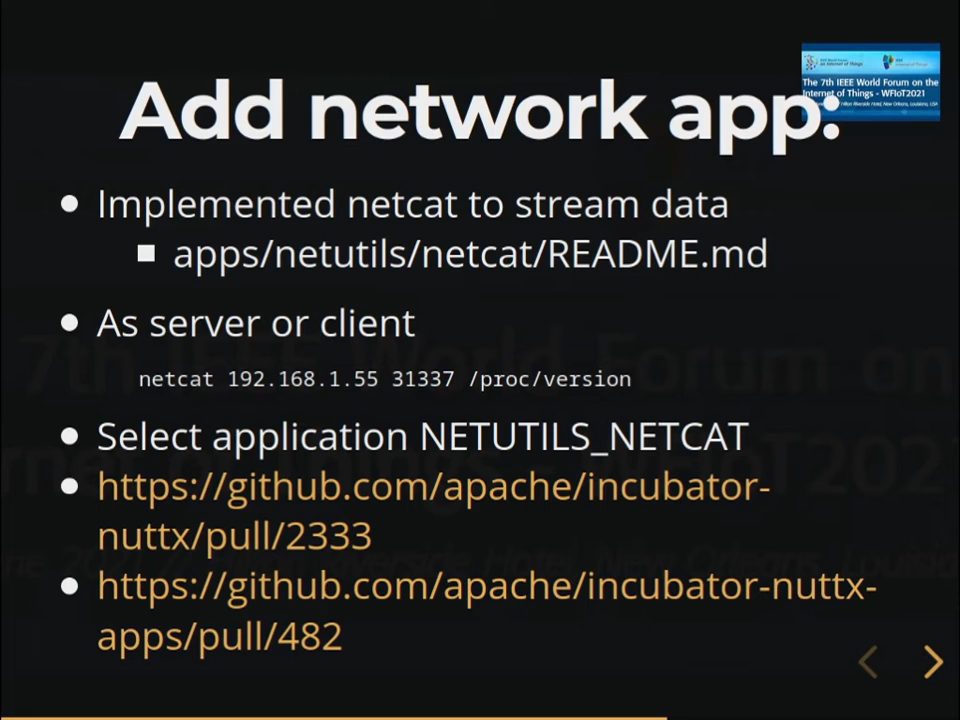 Add network app:
The 7th IEEE World Forum on the
Internet of Things - WFIoT2021
Implemented netcat to stream data
apps/netutils/netcat/README.md
As server or client
netcat 192.168.1.55 31337 /proc/version
Select application NETUTILS_NETCAT
https://github.com/apache/incubator-
nuttx/pull/2333
https://github.com/apache/incubator-nuttx-
apps/pull/482